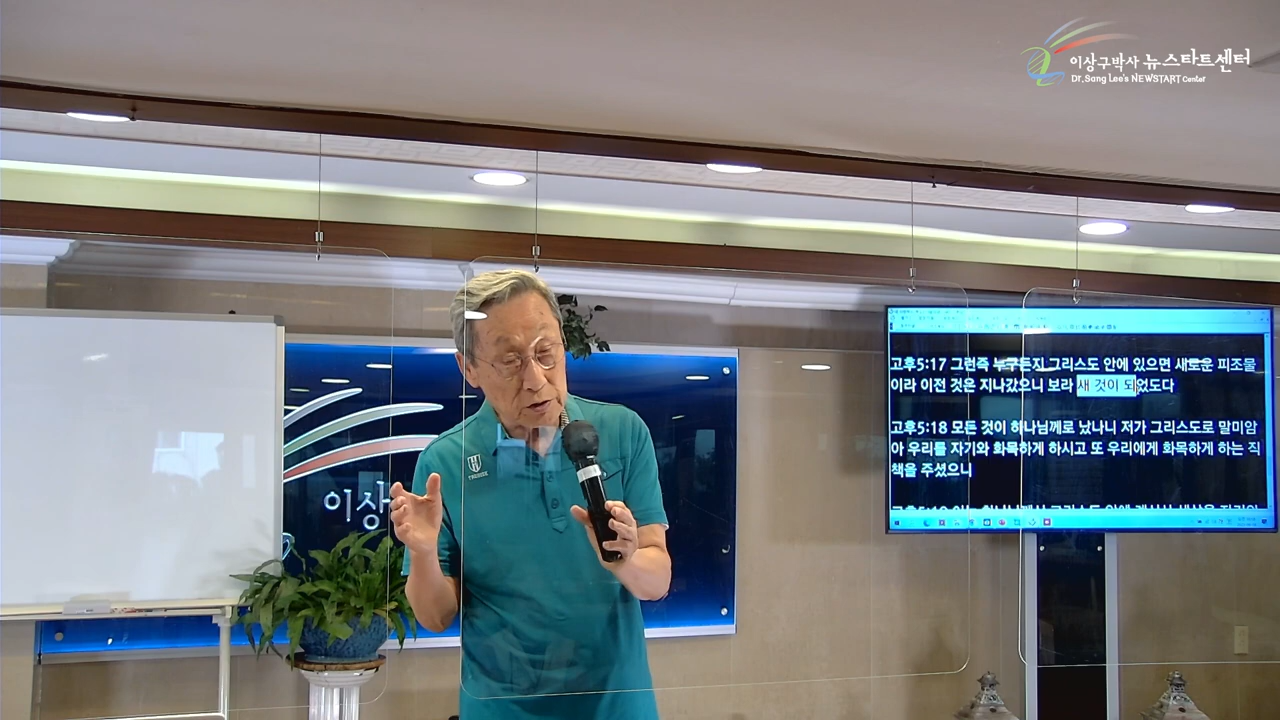 이상구박사 뉴스타트센터
Dr.Sang Lee's NEWSTART Center
고후5:17 그런즉 누구든지 그리스도 안에 있으면 새로운 피조물
이라 이전 것은 지나갔으니 보라 새 것이 되었도다
고후5:18 모든 것이 하나님께로 났나니 저가 그리스도로 말미암
아 우리를 자기와 화목하게 하시고 또 우리에게 화목하게 하는 직
책을 주셨으니
이상